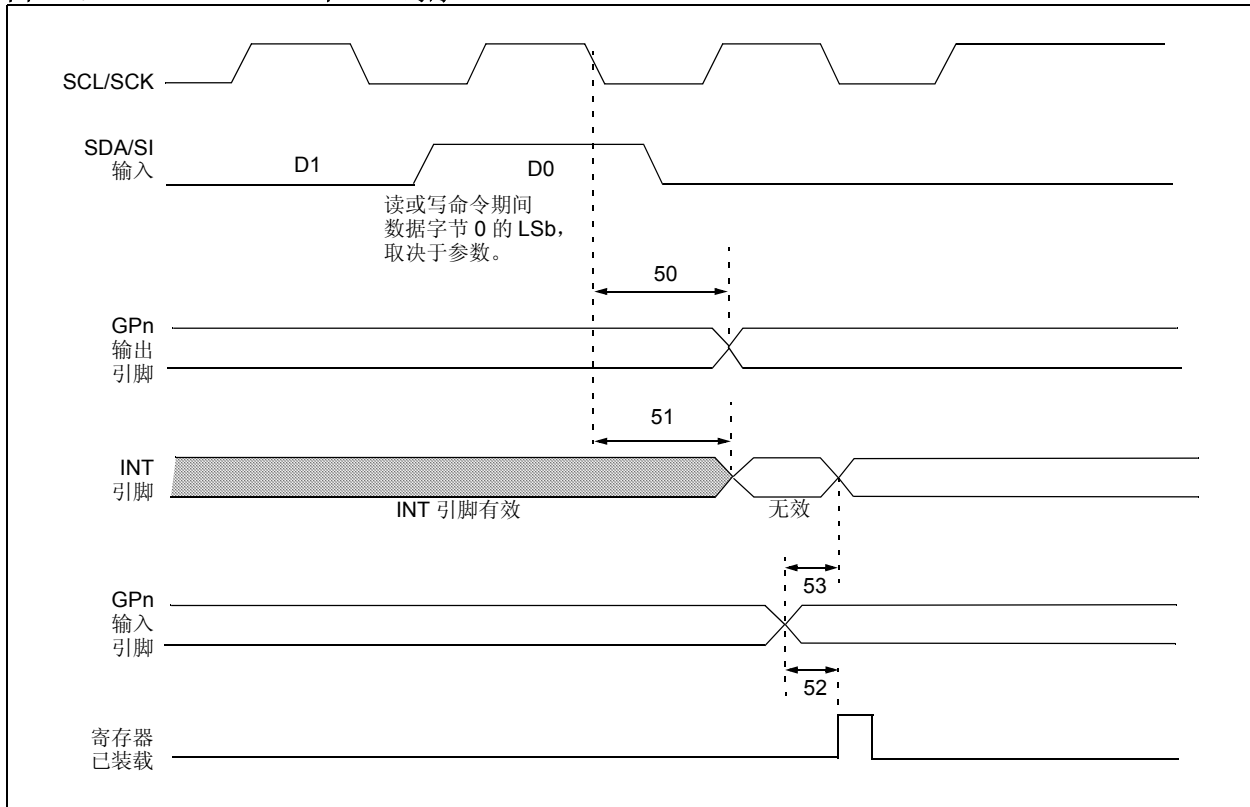 SCL/SCK
SDA/SI
输入
D1
D0
读或写命令期间
数据字节 0 的 LSb，
取决于参数。
50
GPn
输出
引脚
51
INT
引脚
INT 引脚有效
无效
53
GPn
输入
引脚
52
寄存器
已装载